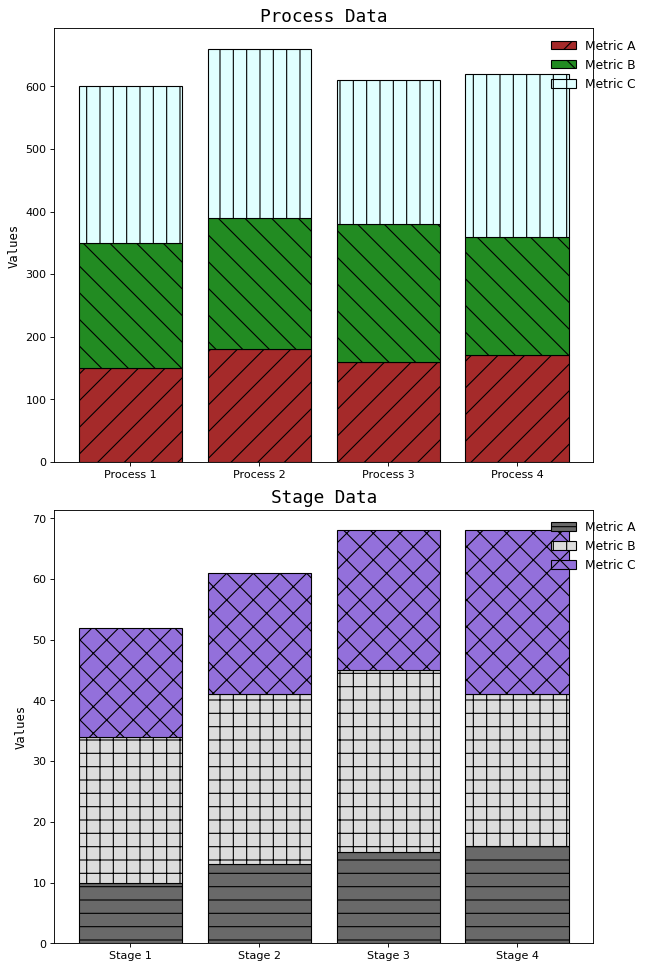 Process Data
Metric A
Metric B
Metric C
600
500
400
300
200
100
0
Values
Process 1
Process 2
Process 3
Process 4
Stage Data
Metric A
Metric B
Metric C
70
60
50
40
30
20
10
0
Values
Stage 1
Stage 2
Stage 3
Stage 4